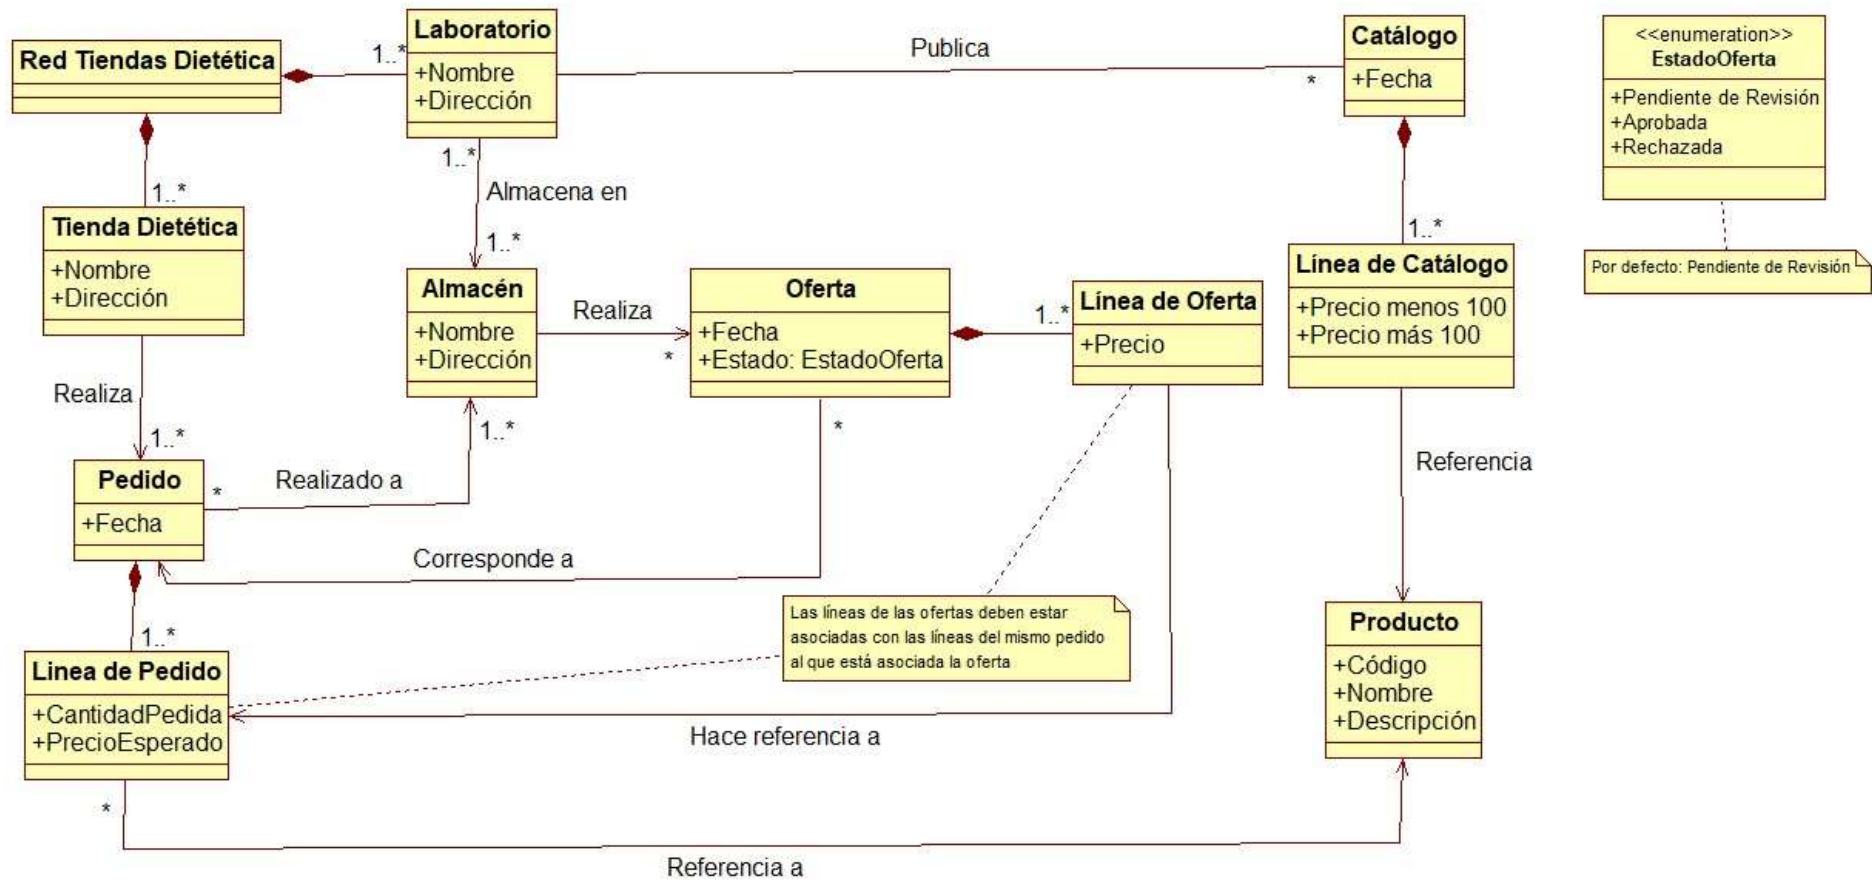 Red Tiendas Dietética
1..*
Laboratorio
+Nombre
+Dirección
Publica
*
Catálogo
+Fecha
<<enumeration>>
EstadoOferta
+Pendiente de Revisión
+Aprobada
+Rechazada
Por defecto: Pendiente de Revisión
1..*
Tienda Dietética
+Nombre
+Dirección
1..*
Almacena en
1..*
Almacén
+Nombre
+Dirección
Realiza
*
Oferta
+Fecha
+Estado: EstadoOferta
1..*
Línea de Oferta
+Precio
1..*
Línea de Catálogo
+Precio menos 100
+Precio más 100
Realiza
1..*
Pedido
+Fecha
*
Realizado a
1..*
*
Corresponde a
Referencia
1..*
Linea de Pedido
+CantidadPedida
+PrecioEsperado
Las líneas de las ofertas deben estar
asociadas con las líneas del mismo pedido
al que está asociada la oferta
Hace referencia a
Producto
+Código
+Nombre
+Descripción
*
Referencia a